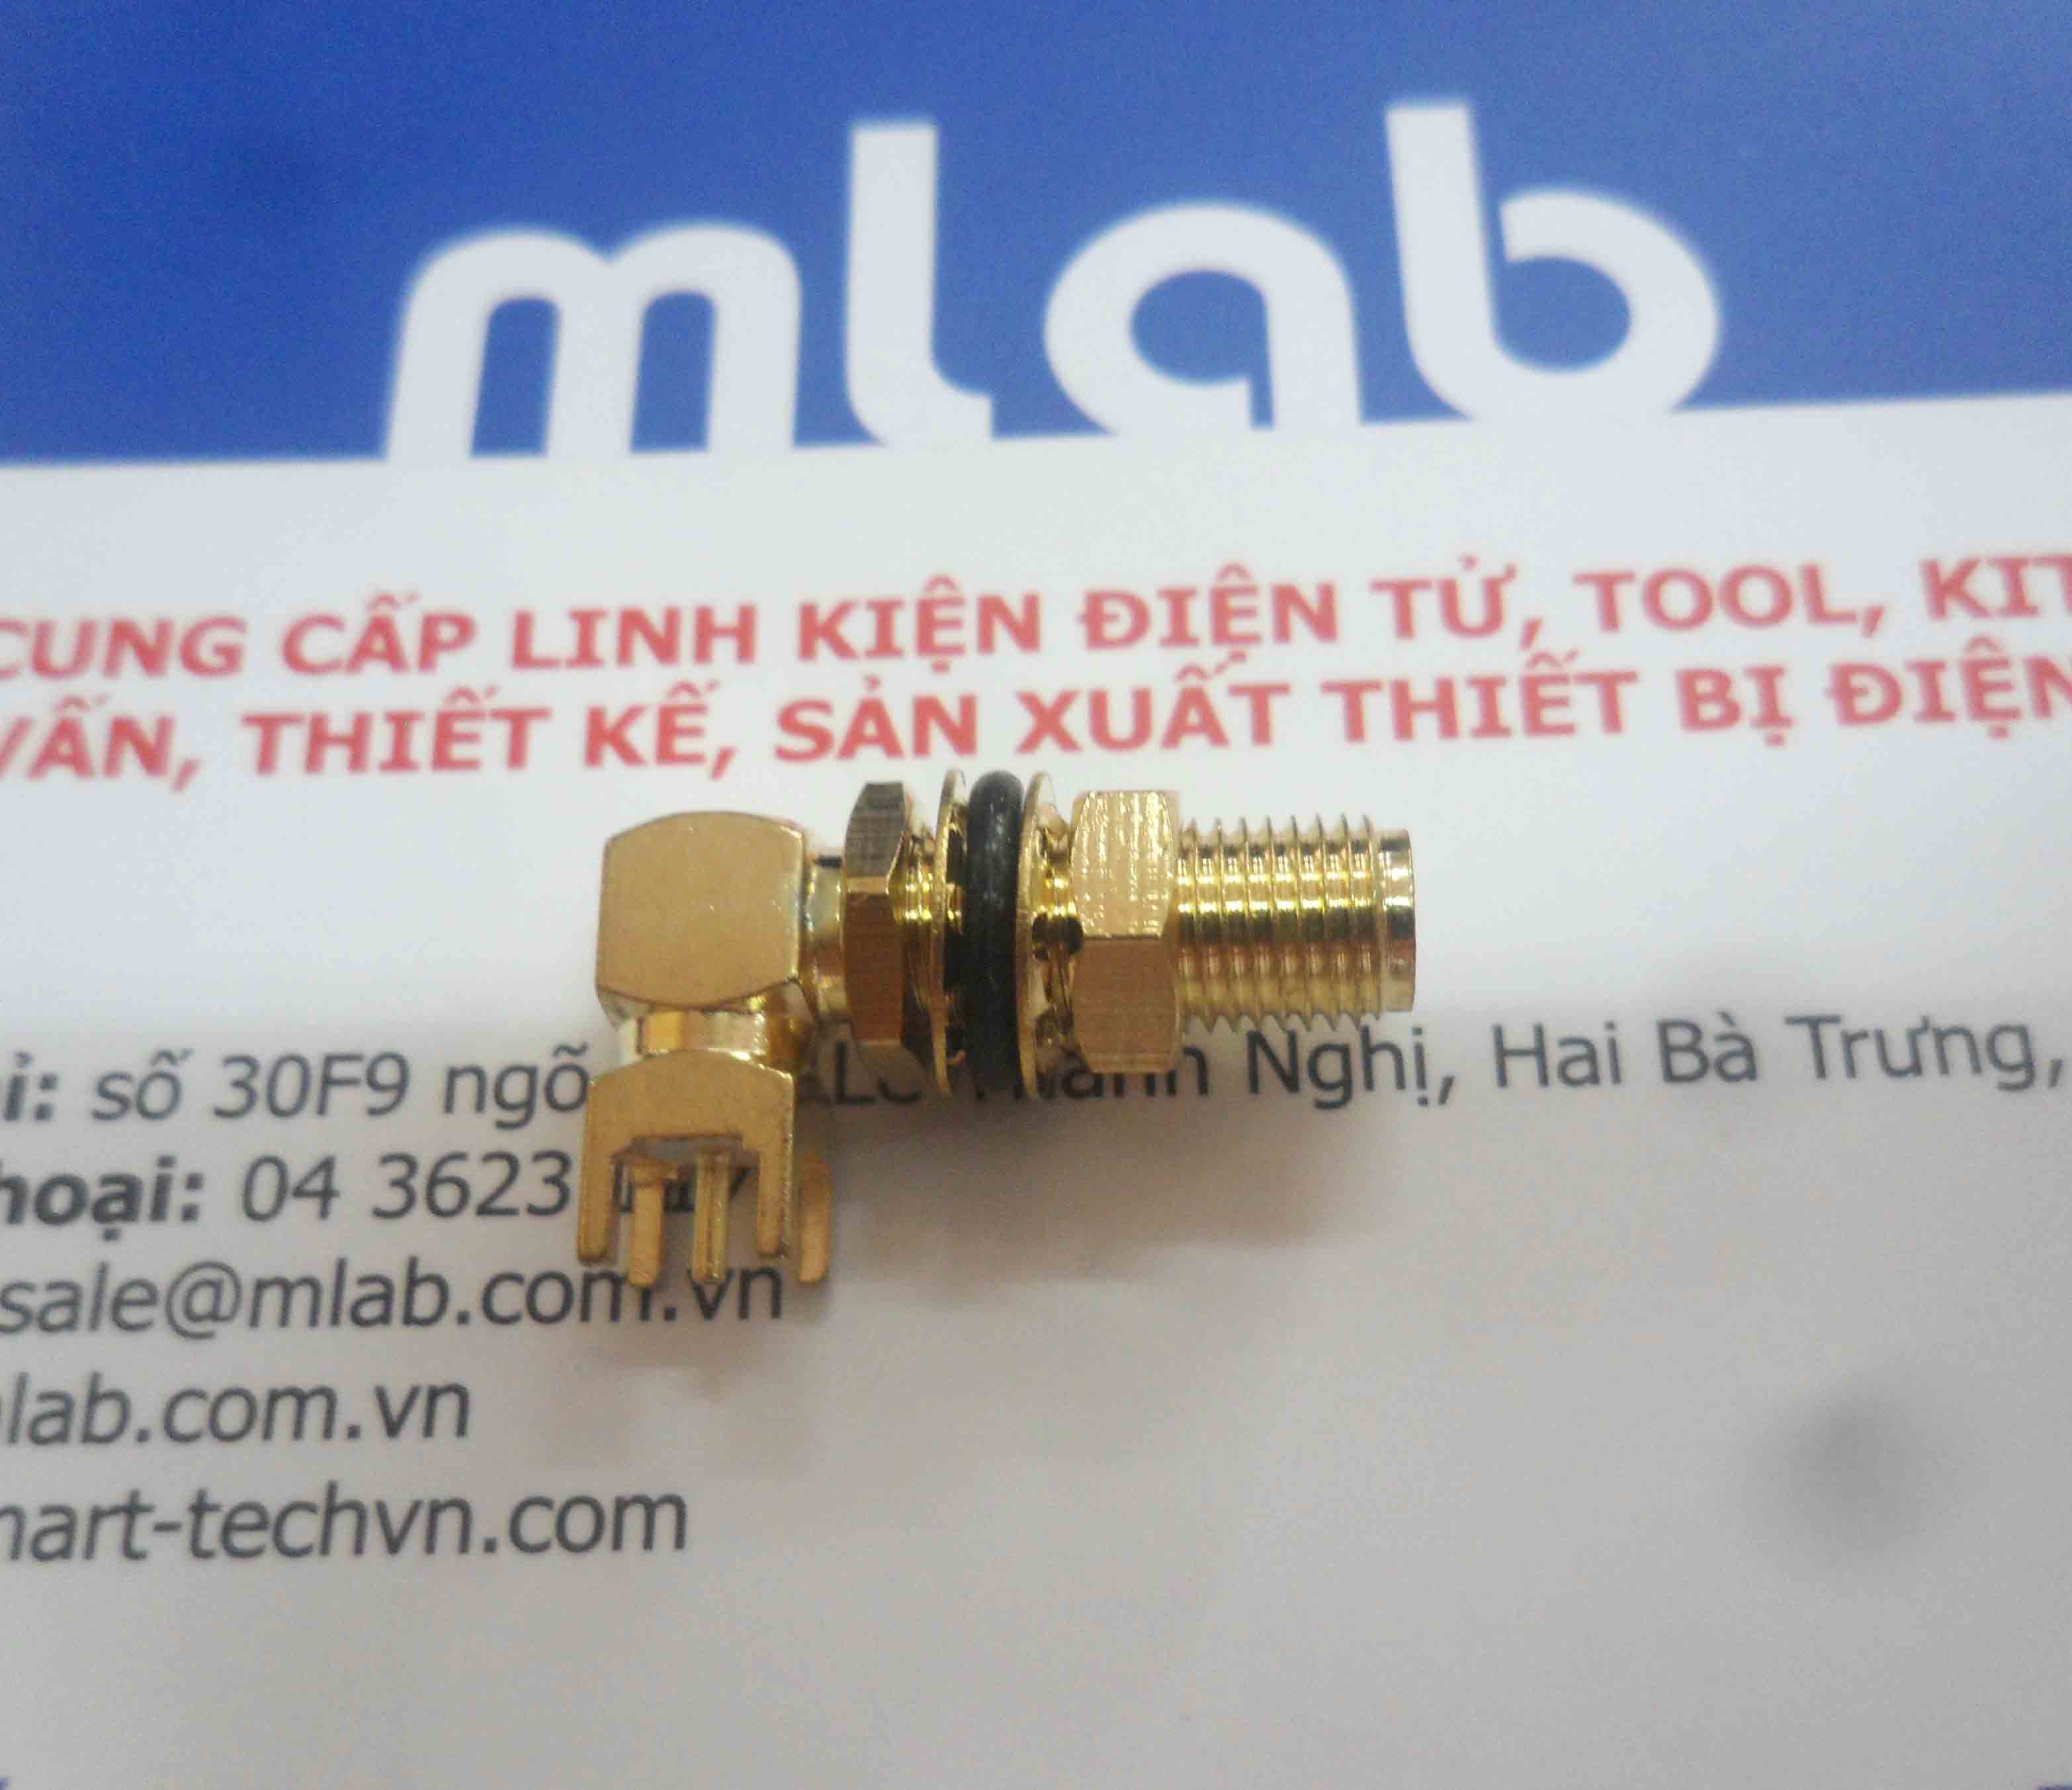 mlab
CUNG CẤP LINH KIỆN ĐIỆN TỬ, TOOL, KIT
VẤN, THIẾT KẾ, SẢN XUẤT THIẾT BỊ ĐIỆN
ỉ: số 30F9 ngõ Nghị, Hai Bà Trưng,
hoại: 04 3623
sale@mlab.com.vn
lab.com.vn
mart-techvn.com